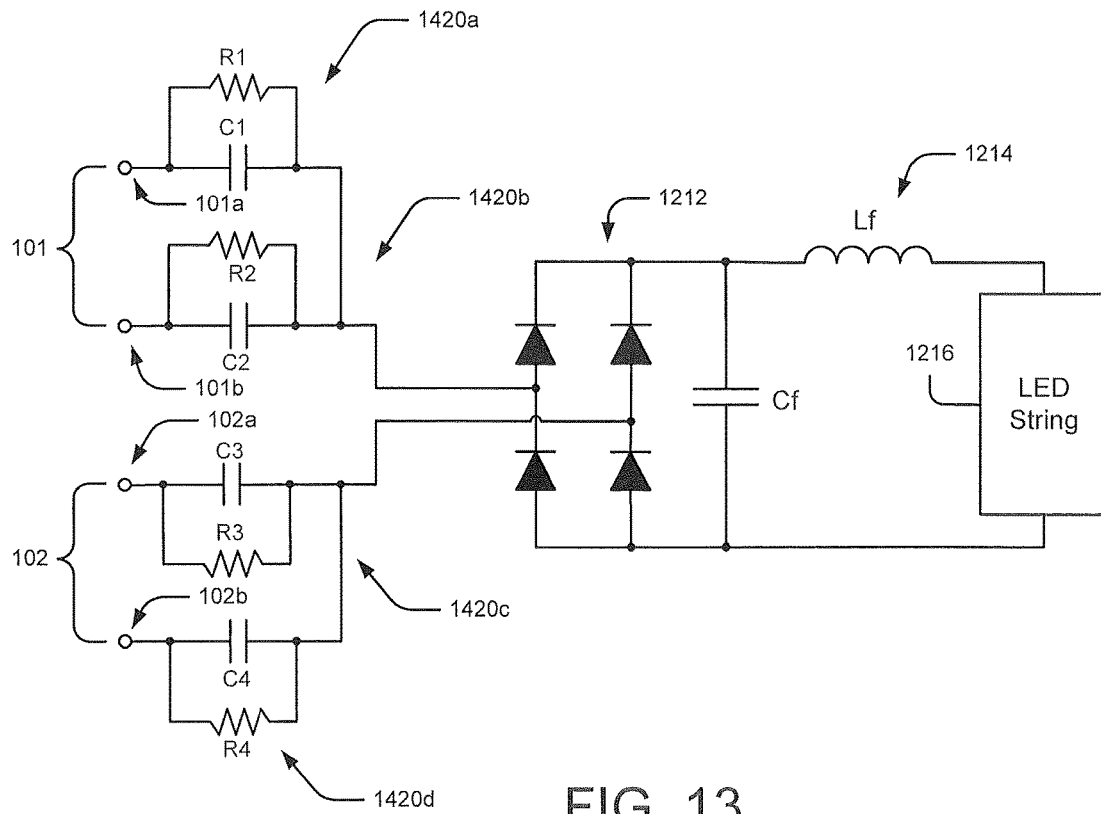 1420a
R1
C1
101a
101
1420b
R2
C2
101b
1212
1214
Lf
1216
LED
String
Cf
102a
C3
R3
102
102b
1420c
C4
R4
1420d
FIG. 13